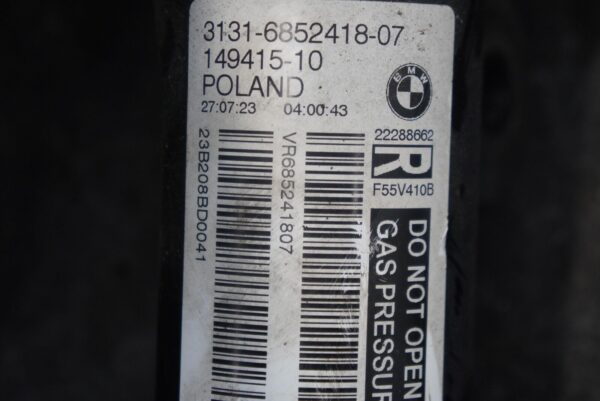 3131-6852418-07
149415-10
POLAND
27:07:23 04:00:43
BMW
22288662
R
F55V410B
23B208BD0041
VR685241807
DO NOT OPEN
GAS PRESSUR